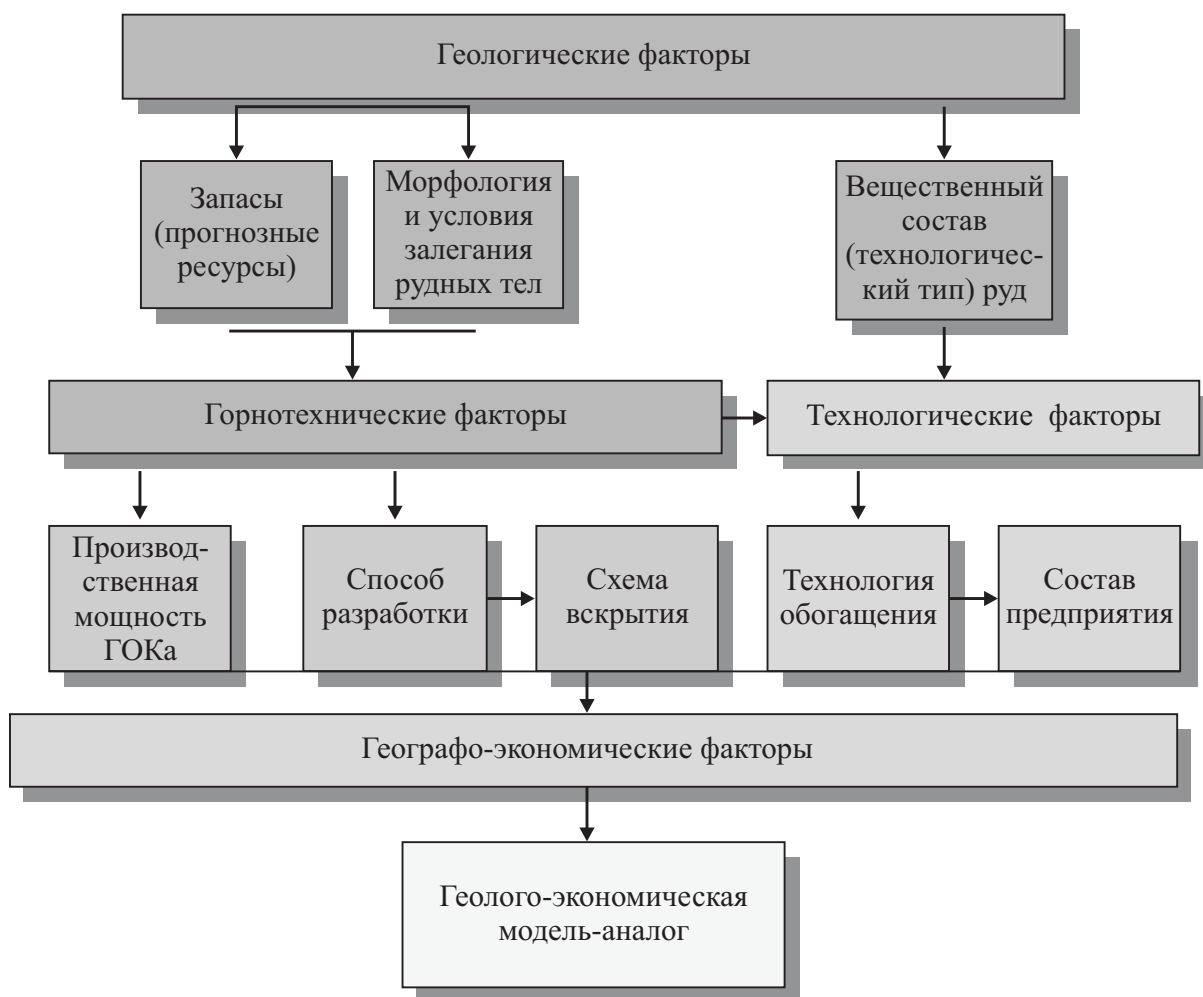 Геологические факторы
Запасы
(прогнозные
ресурсы)
Морфология
и условия
залегания
рудных тел
Вещественный
состав
(технологичес-
кий тип) руд
Горнотехнические факторы
Технологические факторы
Производ-
ственная
мощность
ГОКа
Способ
разработки
Схема
вскрытия
Технология
обогащения
Состав
предприятия
Географо-экономические факторы
Геолого-экономическая
модель-аналог